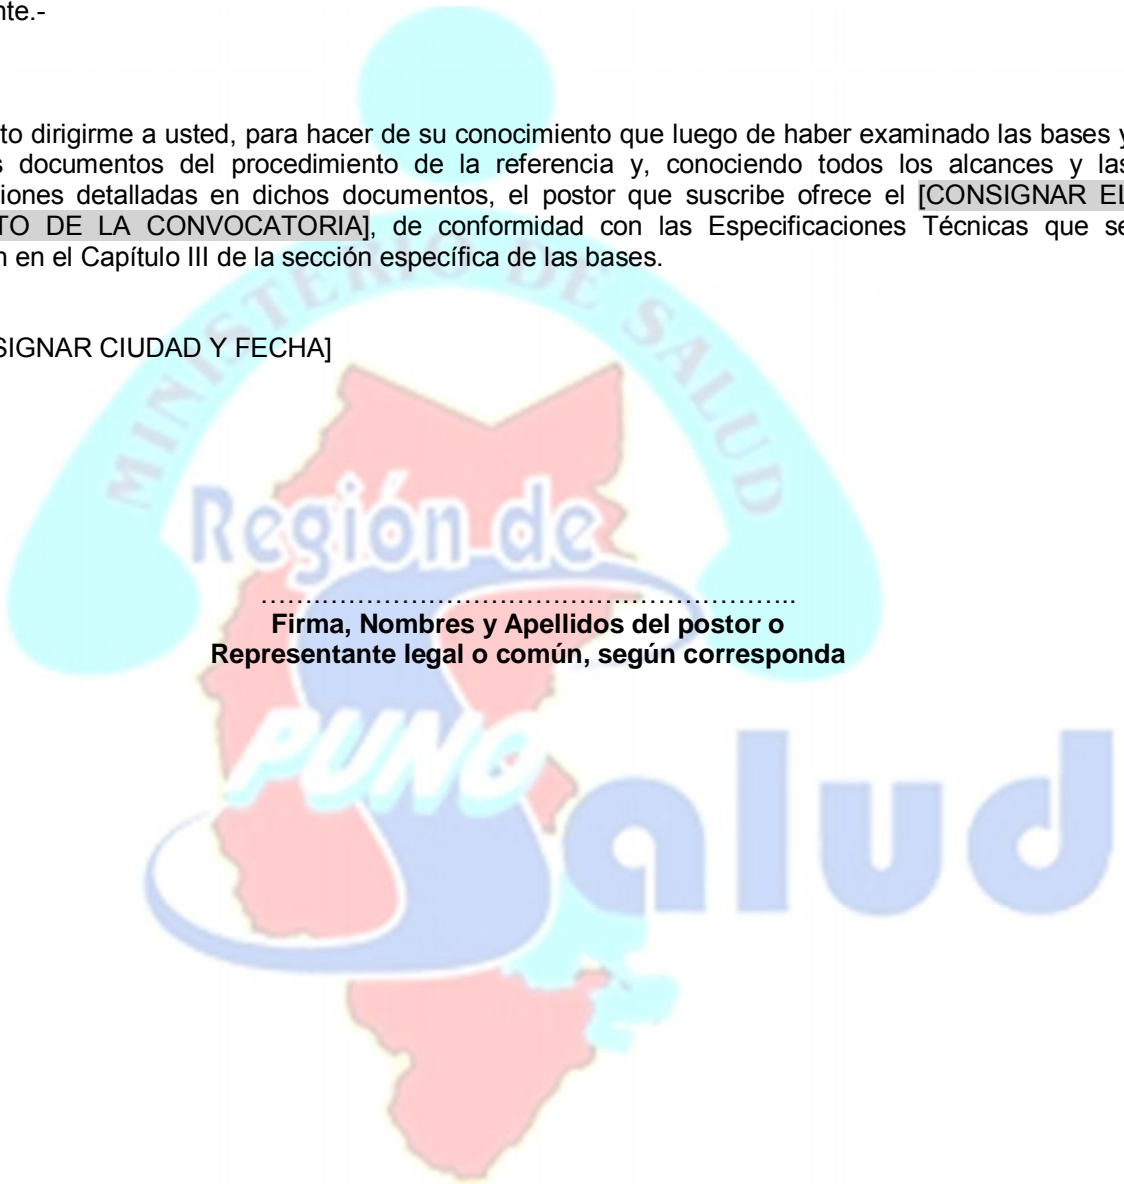 nte.-
to dirigirme a usted, para hacer de su conocimiento que luego de haber examinado las bases y
s documentos del procedimiento de la referencia y, conociendo todos los alcances y las
iones detalladas en dichos documentos, el postor que suscribe ofrece el [CONSIGNAR EL
TO DE LA CONVOCATORIA], de conformidad con las Especificaciones Técnicas que se
n en el Capítulo III de la sección específica de las bases.
MINISTERIO DE SALUD
SIGNAR CIUDAD Y FECHA]
Región de
……………………………………………………..
Firma, Nombres y Apellidos del postor o
Representante legal o común, según corresponda
PUNO
Salud